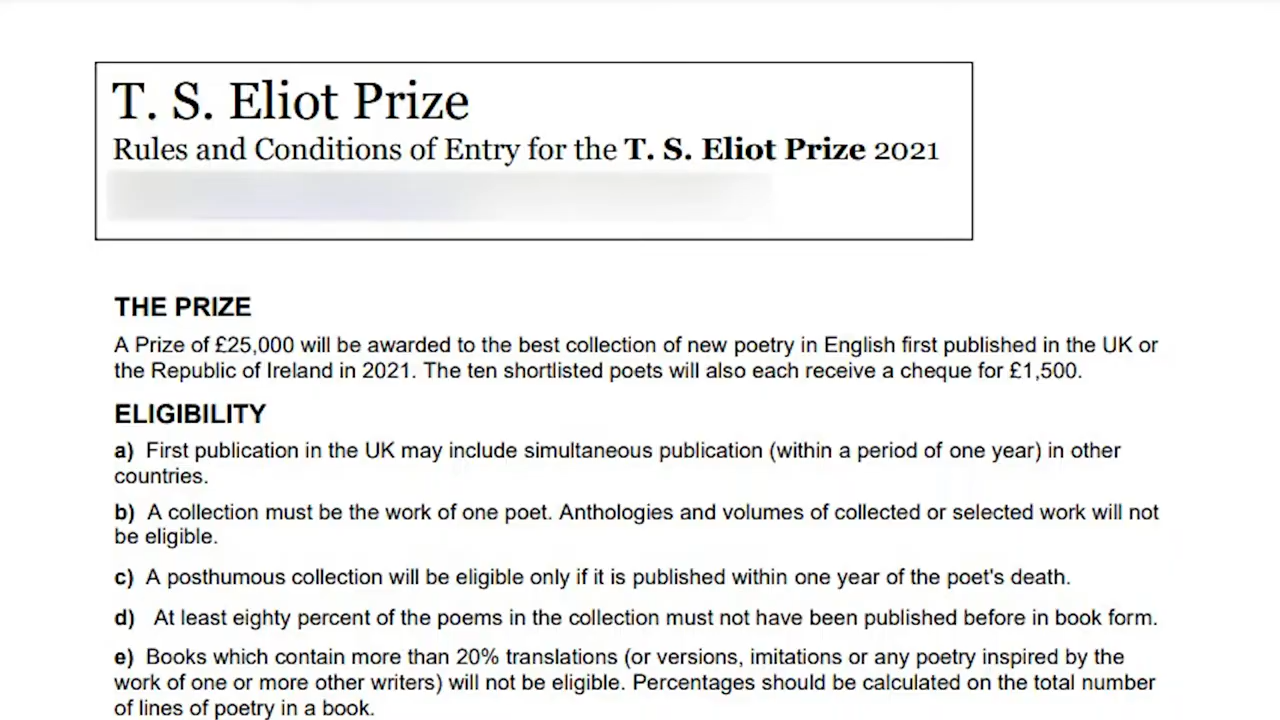 T. S. Eliot Prize
Rules and Conditions of Entry for the T. S. Eliot Prize 2021
THE PRIZE
A Prize of £25,000 will be awarded to the best collection of new poetry in English first published in the UK or
the Republic of Ireland in 2021. The ten shortlisted poets will also each receive a cheque for £1,500.
ELIGIBILITY
a) First publication in the UK may include simultaneous publication (within a period of one year) in other
countries.
b) A collection must be the work of one poet. Anthologies and volumes of collected or selected work will not
be eligible.
c) A posthumous collection will be eligible only if it is published within one year of the poet's death.
d) At least eighty percent of the poems in the collection must not have been published before in book form.
e) Books which contain more than 20% translations (or versions, imitations or any poetry inspired by the
work of one or more other writers) will not be eligible. Percentages should be calculated on the total number
of lines of poetry in a book.